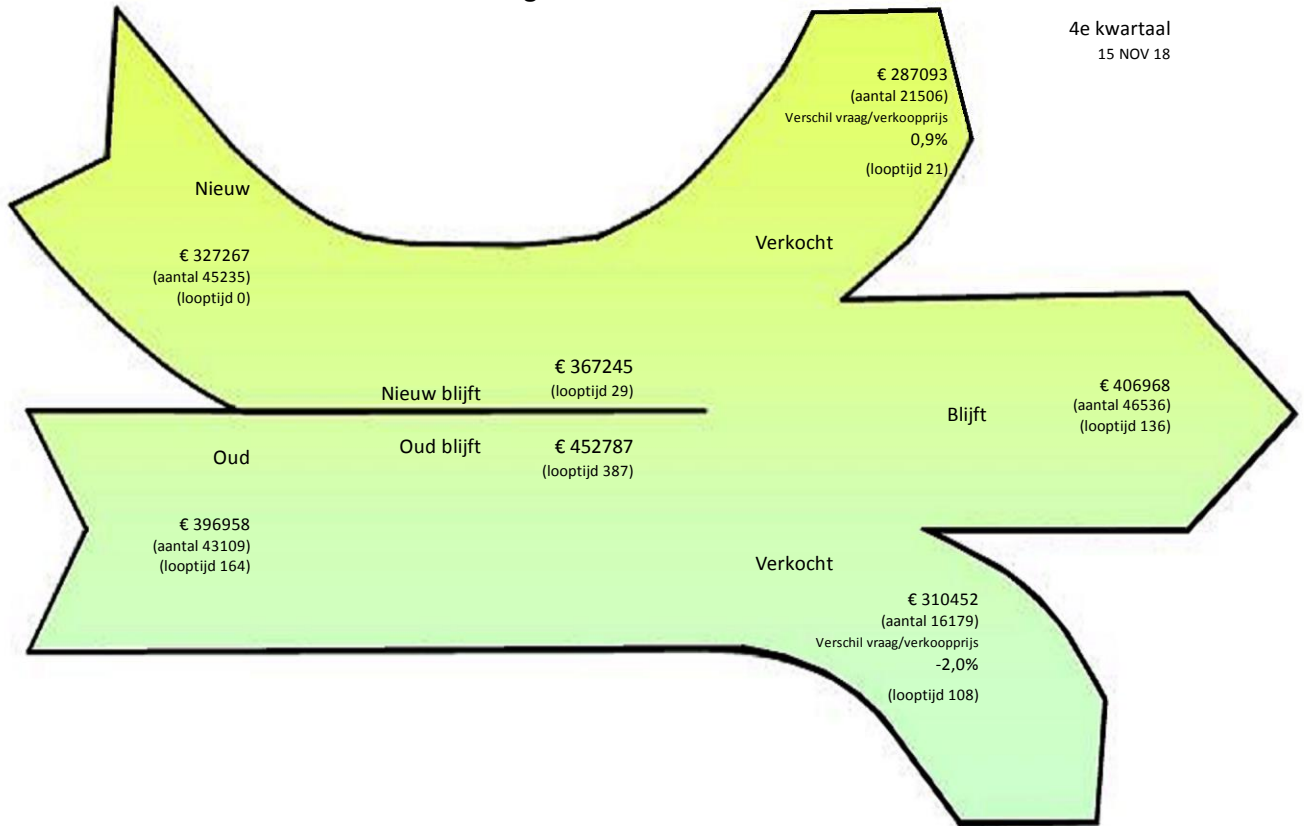 4e kwartaal
15 NOV 18
€ 287093
(aantal 21506)
Verschil vraag/verkoopprijs
0,9%
(looptijd 21)
Nieuw
Verkocht
€ 327267
(aantal 45235)
(looptijd 0)
€ 367245
Nieuw blijft
(looptijd 29)
€ 406968
(aantal 46536)
(looptijd 136)
Blijft
Oud blijft
€ 452787
(looptijd 387)
Oud
€ 396958
(aantal 43109)
(looptijd 164)
Verkocht
€ 310452
(aantal 16179)
Verschil vraag/verkoopprijs
-2,0%
(looptijd 108)